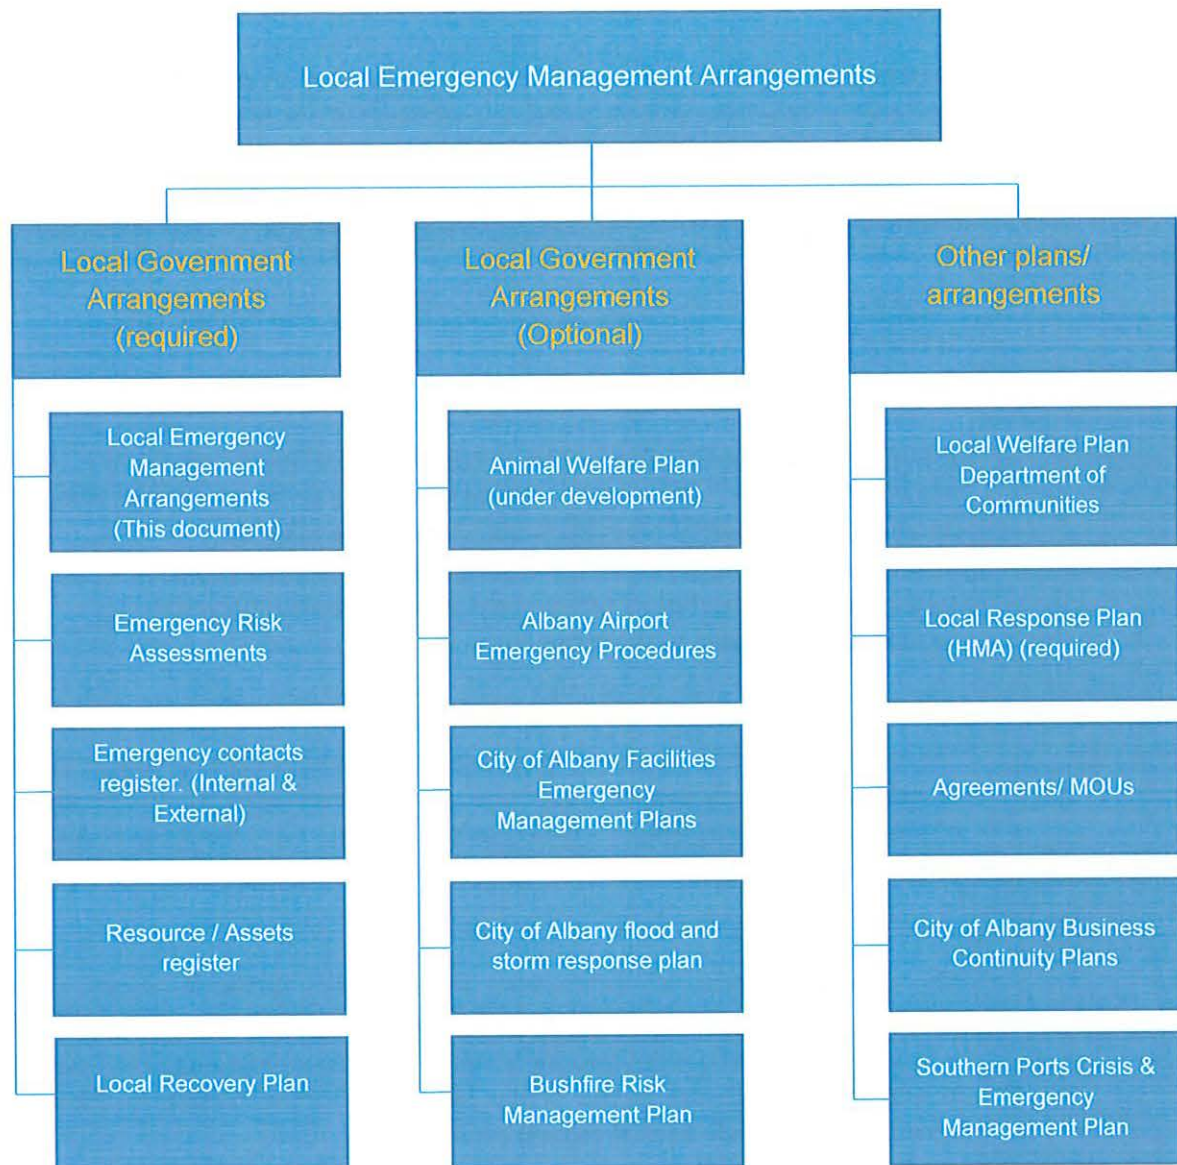 Local Emergency Management Arrangements
Local Government
Arrangements
(required)
Local Emergency
Management
Arrangements
(This document)
Emergency Risk
Assessments
Emergency contacts
register. (Internal &
External)
Resource / Assets
register
Local Recovery Plan
Local Government
Arrangements
(Optional)
Animal Welfare Plan
(under development)
Albany Airport
Emergency Procedures
City of Albany Facilities
Emergency
Management Plans
City of Albany flood and
storm response plan
Bushfire Risk
Management Plan
Other plans/
arrangements
Local Welfare Plan
Department of
Communities
Local Response Plan
(HMA) (required)
Agreements/ MOUs
City of Albany Business
Continuity Plans
Southern Ports Crisis &
Emergency
Management Plan